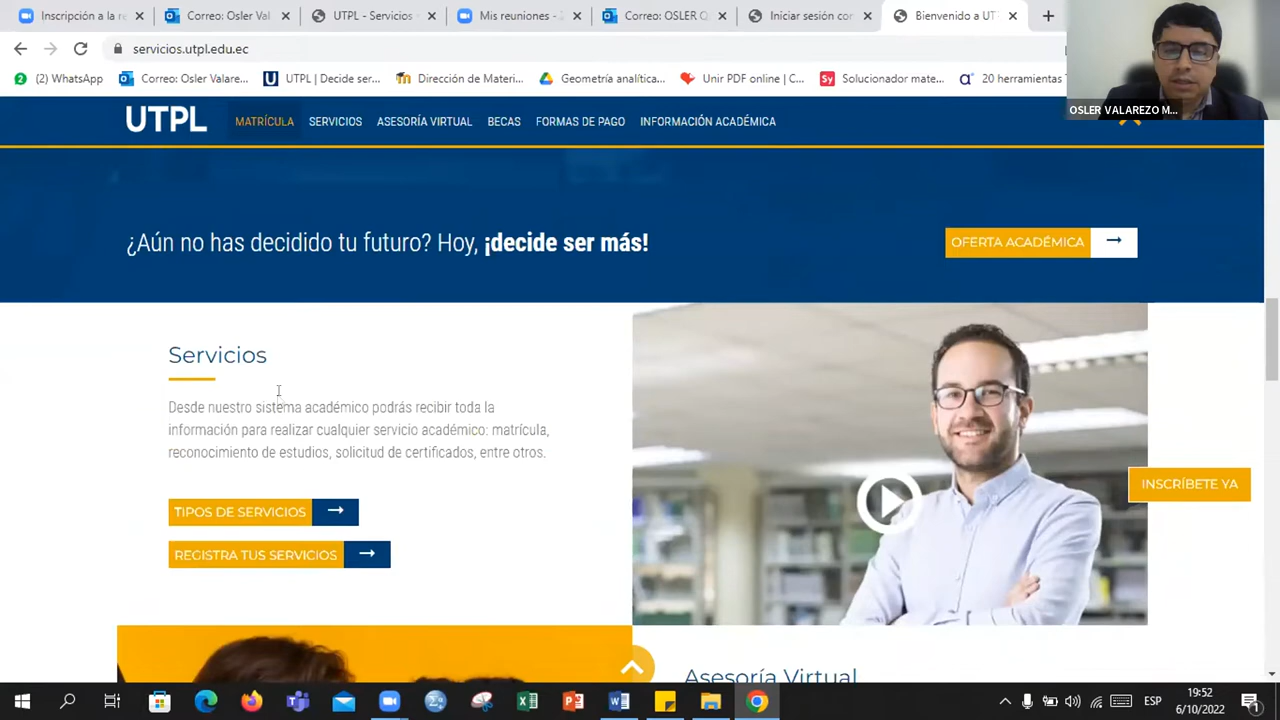 Inscripción a la re
Correo: Osler Val
UTPL - Servicios
Mis reuniones - Z
Correo: OSLER Q
Iniciar sesión con
Bienvenido a UT
servicios.utpl.edu.ec
(2) WhatsApp
Correo: Osler Valare...
UTPL | Decide ser...
Dirección de Materi...
Geometría analítica...
Unir PDF online | C...
Solucionador mate...
20 herramientas
OSLER VALAREZO M...
UTPL
MATRÍCULA
SERVICIOS
ASESORÍA VIRTUAL
BECAS
FORMAS DE PAGO
INFORMACIÓN ACADÉMICA
¿Aún no has decidido tu futuro? Hoy, ¡decide ser más!
OFERTA ACADÉMICA
Servicios
Desde nuestro sistema académico podrás recibir toda la
información para realizar cualquier servicio académico: matrícula,
reconocimiento de estudios, solicitud de certificados, entre otros.
TIPOS DE SERVICIOS
REGISTRA TUS SERVICIOS
INSCRÍBETE YA
Asesoría Virtual
ESP
19:52
6/10/2022